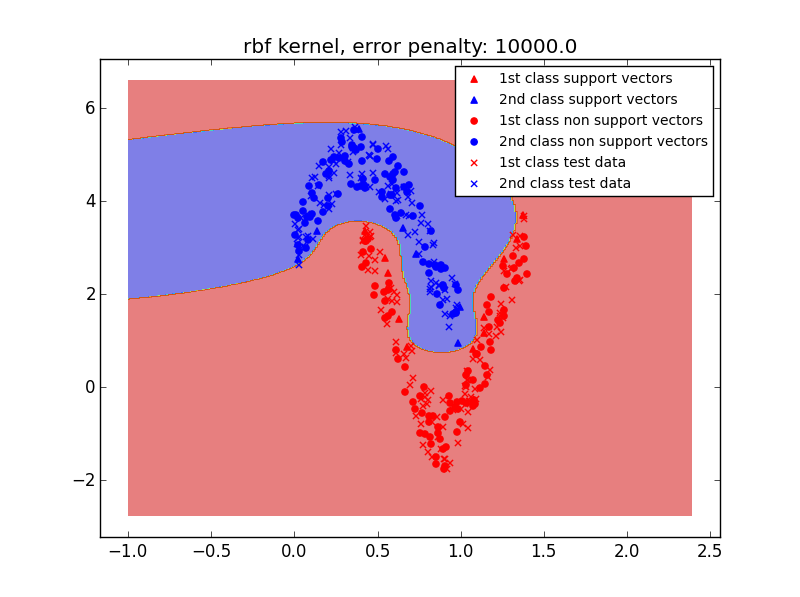 rbf kernel, error penalty: 10000.0
1st class support vectors
2nd class support vectors
1st class non support vectors
2nd class non support vectors
1st class test data
2nd class test data
6
4
2
0
−2
−1.0 −0.5 0.0 0.5 1.0 1.5 2.0 2.5